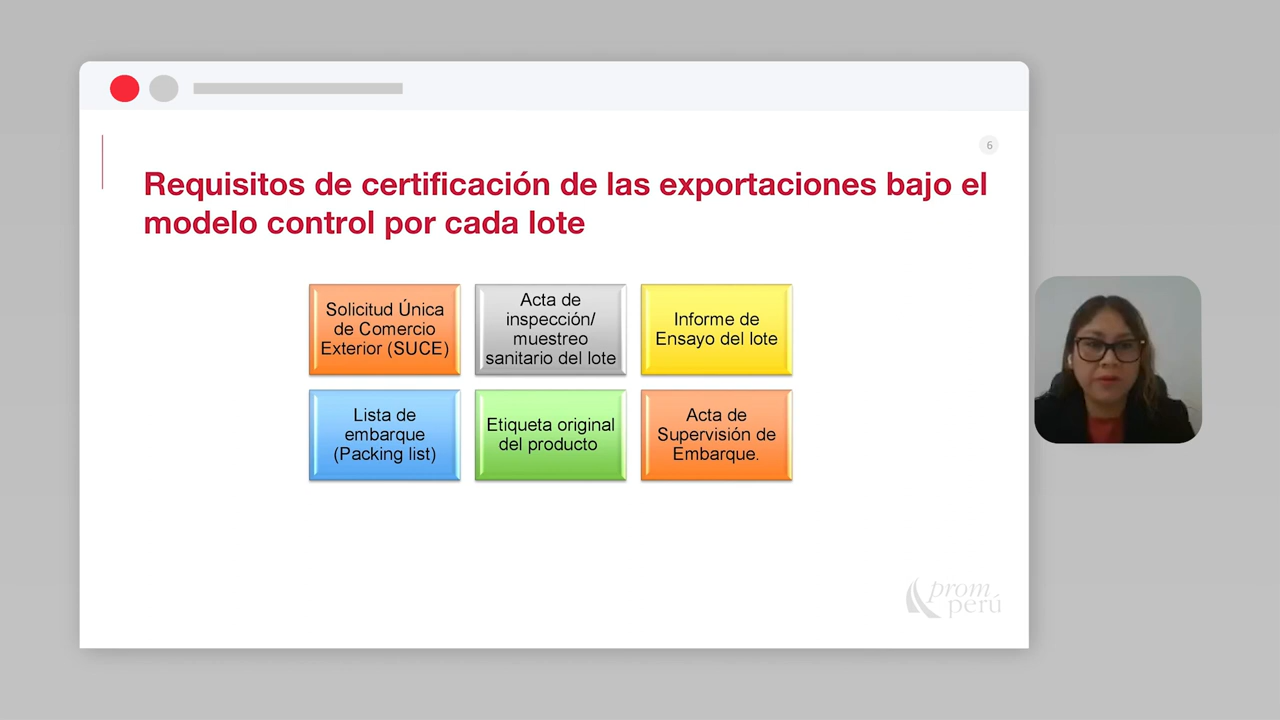 6
Requisitos de certificación de las exportaciones bajo el
modelo control por cada lote
Solicitud Única
de Comercio
Exterior (SUCE)
Acta de
inspección/
muestreo
sanitario del lote
Informe de
Ensayo del lote
Lista de
embarque
(Packing list)
Etiqueta original
del producto
Acta de
Supervisión de
Embarque.
prom
perú